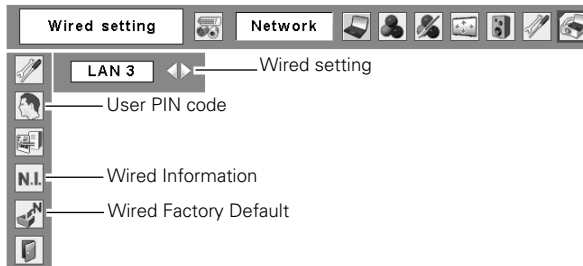 Wired setting Network
LAN 3 Wired setting
User PIN code
N.I. Wired Information
N Wired Factory Default